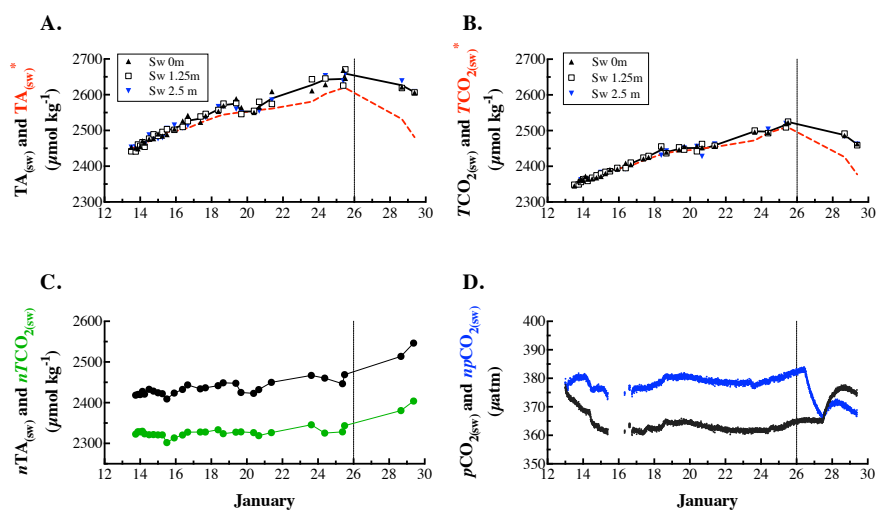 A.
TA(sw) and TA(sw)*
(μmol kg-1)
2700
2600
2500
2400
2300
2200
Sw 0m
Sw 1.25m
Sw 2.5 m
12 14 16 18 20 22 24 26 28 30
B.
TCO2(sw) and TCO2(sw)*
(μmol kg-1)
2700
2600
2500
2400
2300
2200
Sw 0m
Sw 1.25m
Sw 2.5 m
12 14 16 18 20 22 24 26 28 30
C.
nTA(sw) and nTCO2(sw)
(μmol kg-1)
2600
2500
2400
2300
12 14 16 18 20 22 24 26 28 30
January
D.
pCO2(sw) and npCO2(sw)
(μatm)
400
390
380
370
360
350
12 14 16 18 20 22 24 26 28 30
January